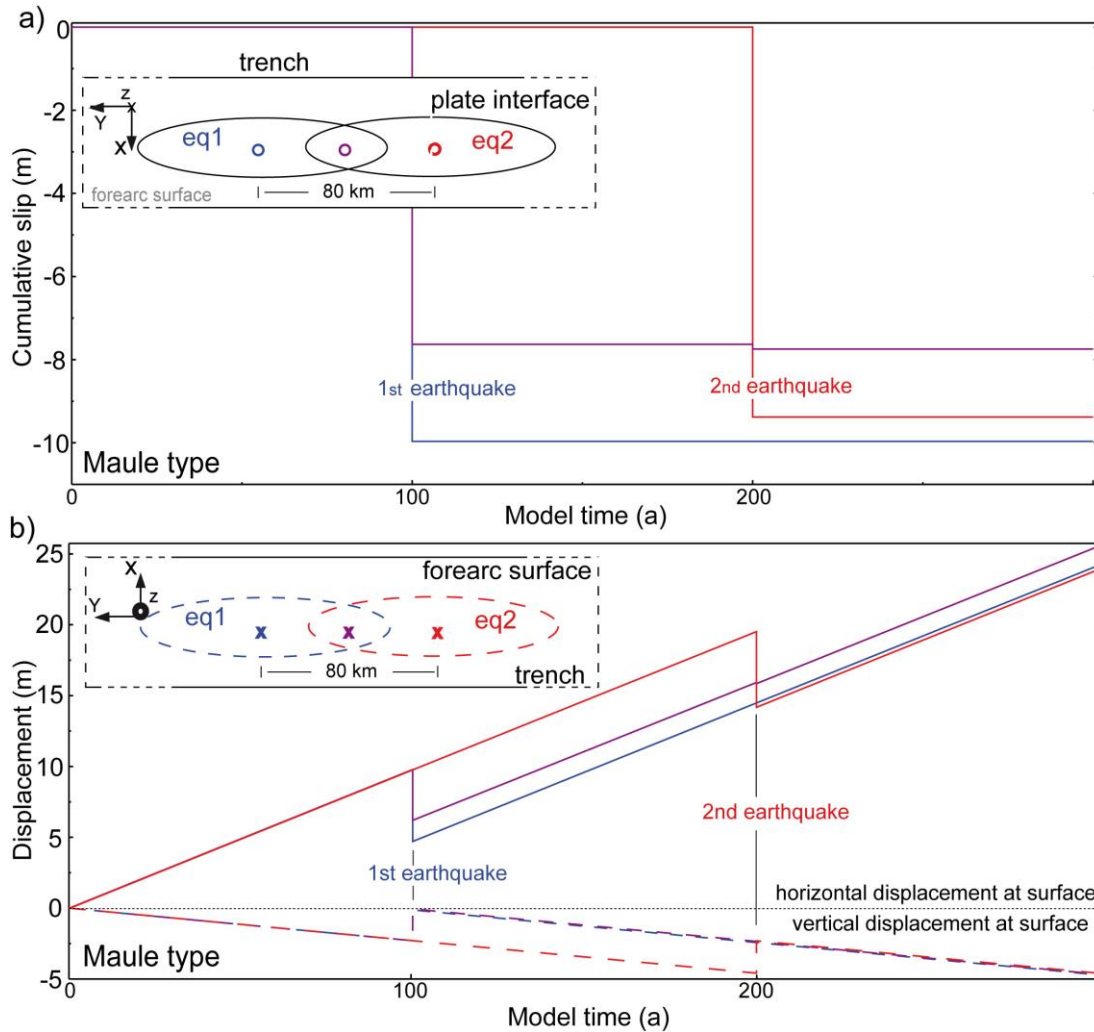 a)
0
-2
-4
-6
-8
-10
Cumulative slip (m)
trench
z
Y
X
plate interface
eq1
eq2
80 km
forearc surface
1st earthquake
2nd earthquake
Maule type
0
100
200
Model time (a)
b)
25
20
15
10
5
0
-5
Displacement (m)
X
Y
z
forearc surface
eq1
eq2
80 km
trench
2nd earthquake
1st earthquake
horizontal displacement at surface
vertical displacement at surface
Maule type
0
100
200
Model time (a)